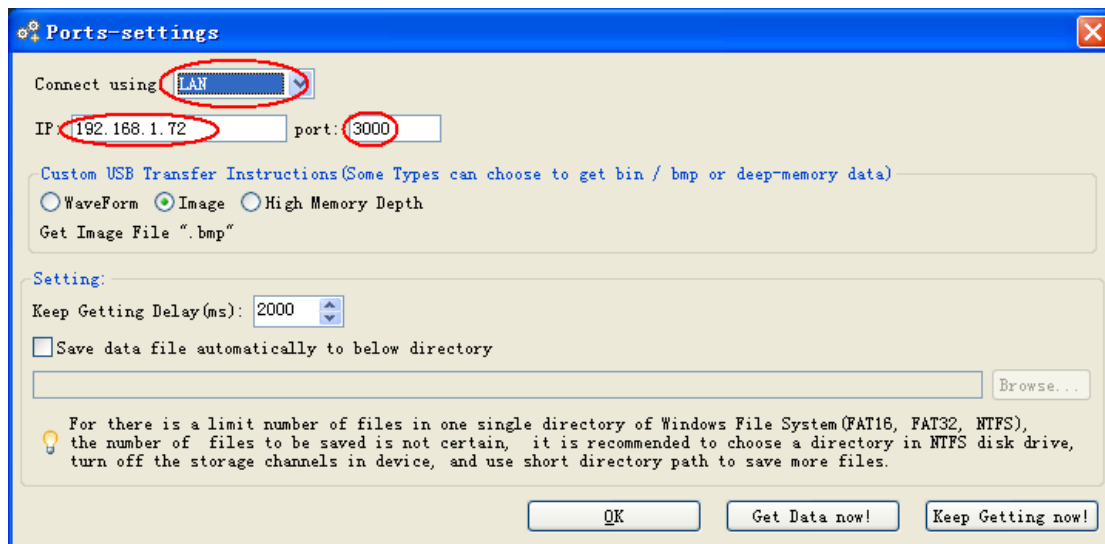 Ports-settings
Connect using: LAN
IP: 192.168.1.72 port: 3000
Custom USB Transfer Instructions(Some Types can choose to get bin / bmp or deep-memory data)
WaveForm Image High Memory Depth
Get Image File ".bmp"
Setting:
Keep Getting Delay(ms): 2000
Save data file automatically to below directory
Browse...
For there is a limit number of files in one single directory of Windows File System(FAT16, FAT32, NTFS),
the number of files to be saved is not certain, it is recommended to choose a directory in NTFS disk drive,
turn off the storage channels in device, and use short directory path to save more files.
OK Get Data now! Keep Getting now!